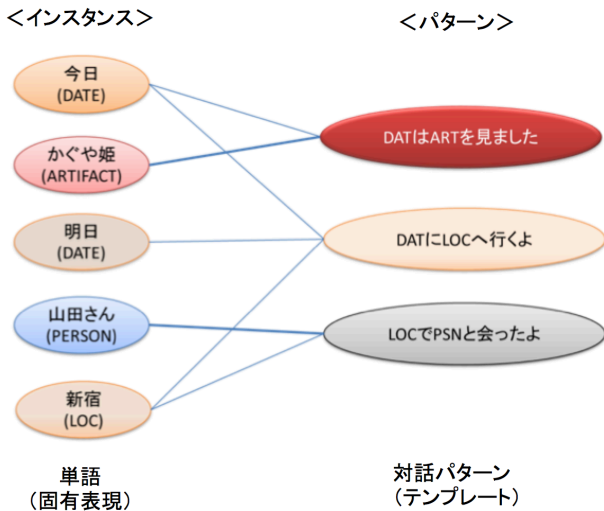 ＜インスタンス＞
＜パターン＞
今日
(DATE)
かぐや姫
(ARTIFACT)
明日
(DATE)
山田さん
(PERSON)
新宿
(LOC)
DATはARTを見ました
DATにLOCへ行くよ
LOCでPSNと会ったよ
単語
（固有表現）
対話パターン
（テンプレート）